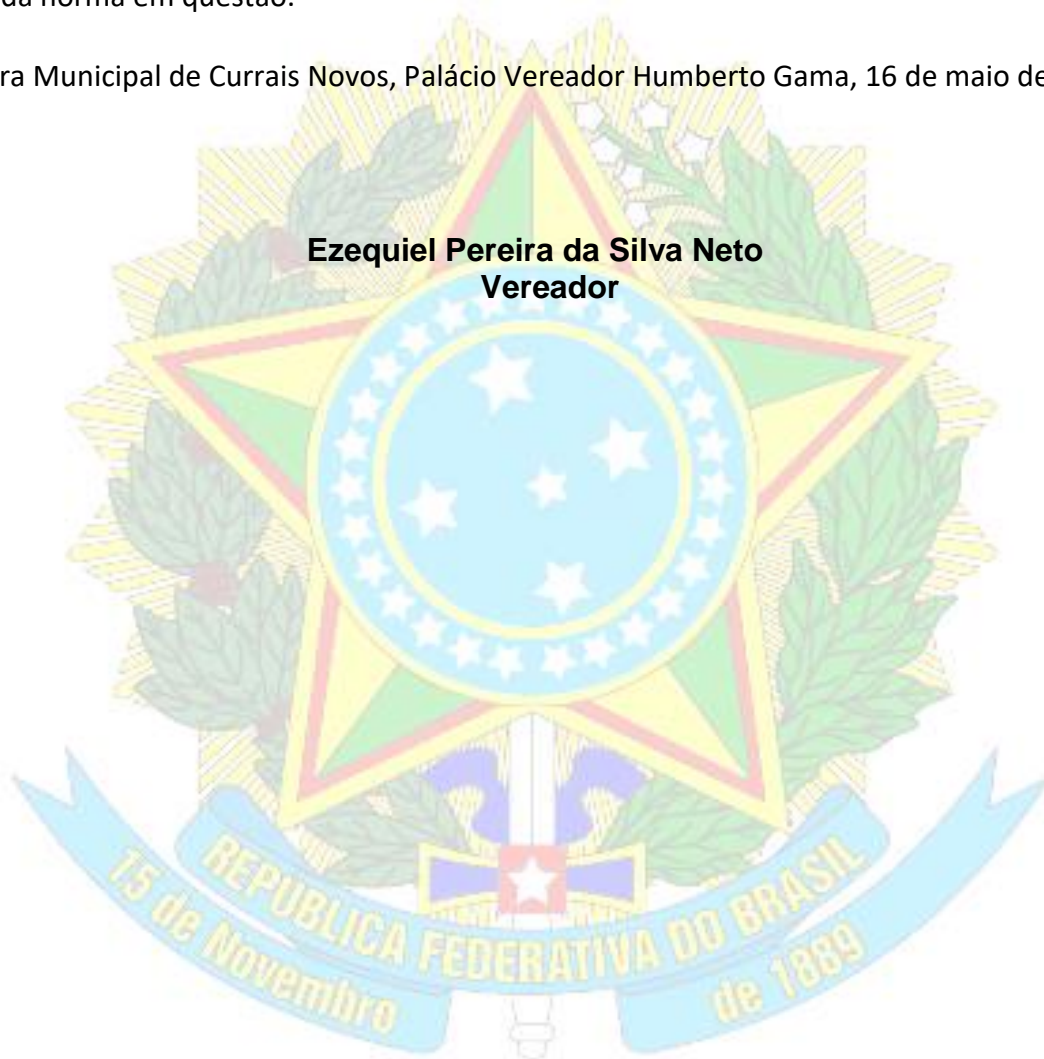 da norma em questão.
ra Municipal de Currais Novos, Palácio Vereador Humberto Gama, 16 de maio de
Ezequiel Pereira da Silva Neto
Vereador
REPUBLICA FEDERATIVA DO BRASIL
15 de Novembro
de 1889